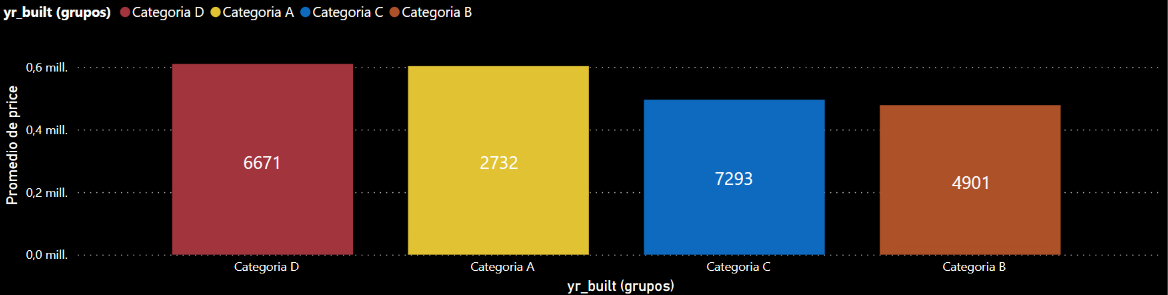 yr_built (grupos) Categoria D Categoria A Categoria C Categoria B
Promedio de price
0,6 mill.
0,4 mill.
0,2 mill.
0,0 mill.
6671
2732
7293
4901
Categoria D Categoria A Categoria C Categoria B
yr_built (grupos)